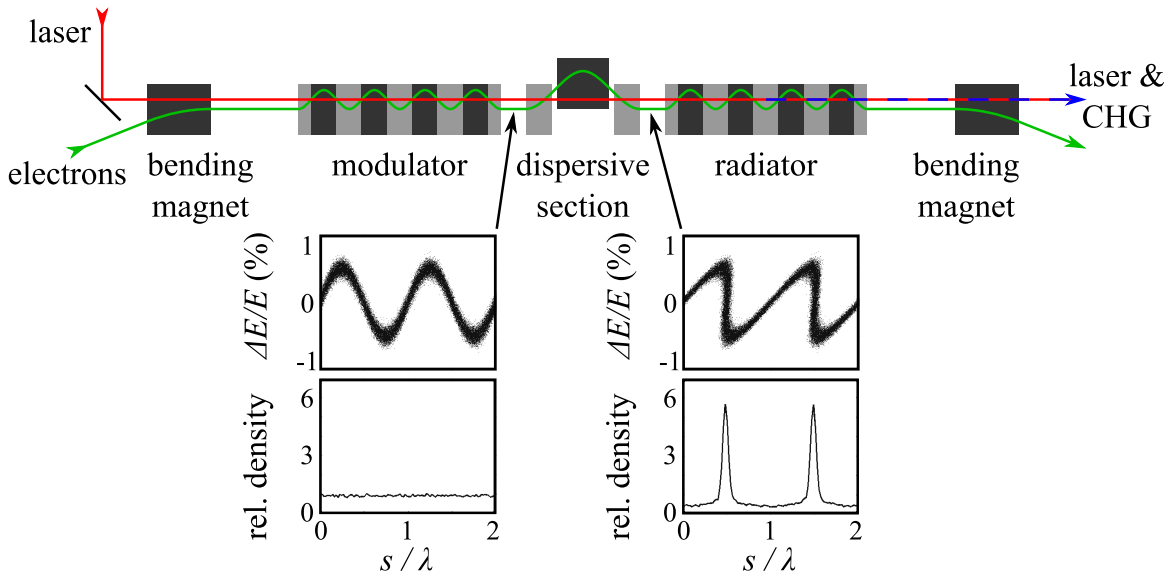 laser
electrons
bending
magnet
modulator
dispersive
section
radiator
bending
magnet
laser &
CHG
ΔE/E (%)
1
0
-1
rel. density
6
3
0
0
1
2
s / λ
ΔE/E (%)
1
0
-1
rel. density
6
3
0
0
1
2
s / λ